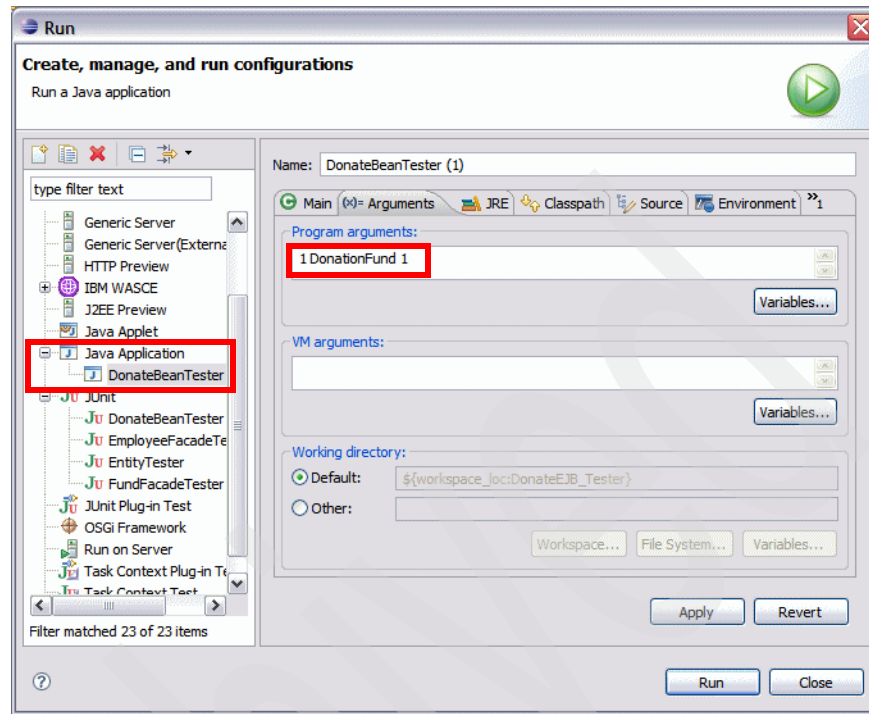 Run
Create, manage, and run configurations
Run a Java application
type filter text
Generic Server
Generic Server(Externa
HTTP Preview
IBM WASCE
J2EE Preview
Java Applet
Java Application
DonateBeanTester
JUnit
DonateBeanTester
EmployeeFacadeTe
EntityTester
FundFacadeTester
JUnit Plug-in Test
OSGi Framework
Run on Server
Task Context Plug-in Te
Task Context Test
Filter matched 23 of 23 items
Name: DonateBeanTester (1)
Main (x)= Arguments JRE Classpath Source Environment »1
Program arguments:
1 DonationFund 1
Variables...
VM arguments:
Variables...
Working directory:
Default: ${workspace_loc:DonateEJB_Tester}
Other:
Workspace... File System... Variables...
Apply Revert
Run Close